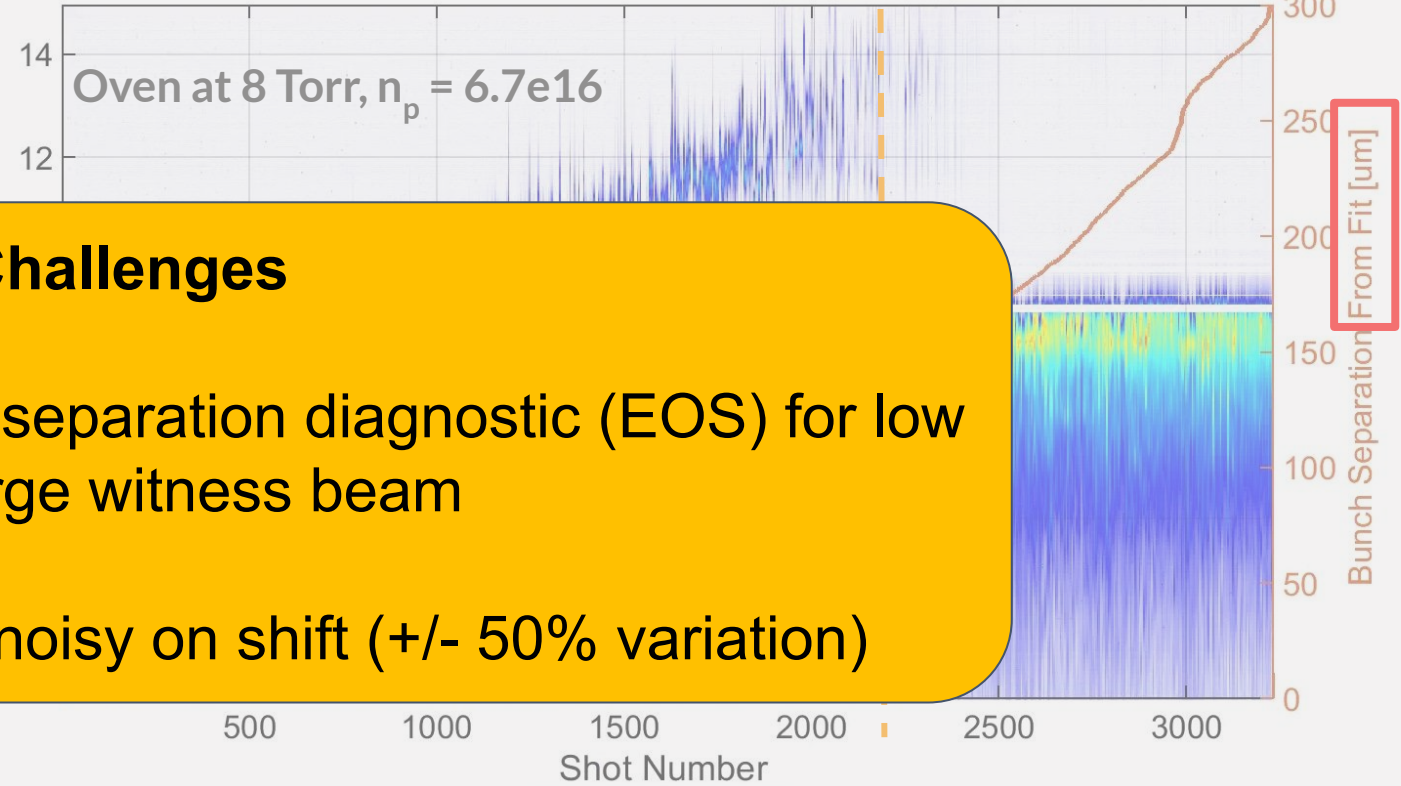 14
Oven at 8 Torr, np = 6.7e16
12
Challenges
separation diagnostic (EOS) for low
rge witness beam
noisy on shift (+/- 50% variation)
300
250
200
150
100
50
0
Bunch Separation From Fit [um]
500 1000 1500 2000 2500 3000
Shot Number